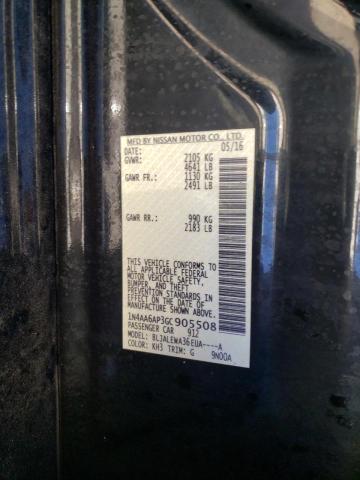 MFD BY NISSAN MOTOR CO., LTD.
DATE: 05/16
GVWR: 2105 KG
4641 LB
GAWR FR.: 1130 KG
2491 LB
GAWR RR.: 990 KG
2183 LB
THIS VEHICLE CONFORMS TO
ALL APPLICABLE FEDERAL
MOTOR VEHICLE SAFETY,
BUMPER, AND THEFT
PREVENTION STANDARDS
IN EFFECT ON THE DATE OF
MANUFACTURE SHOWN ABOVE.
1N4AA6AP3GC905508
PASSENGER CAR 912
MODEL: BLJALEWA36EUA----A
COLOR: KH3 TRIM: G 9N00A